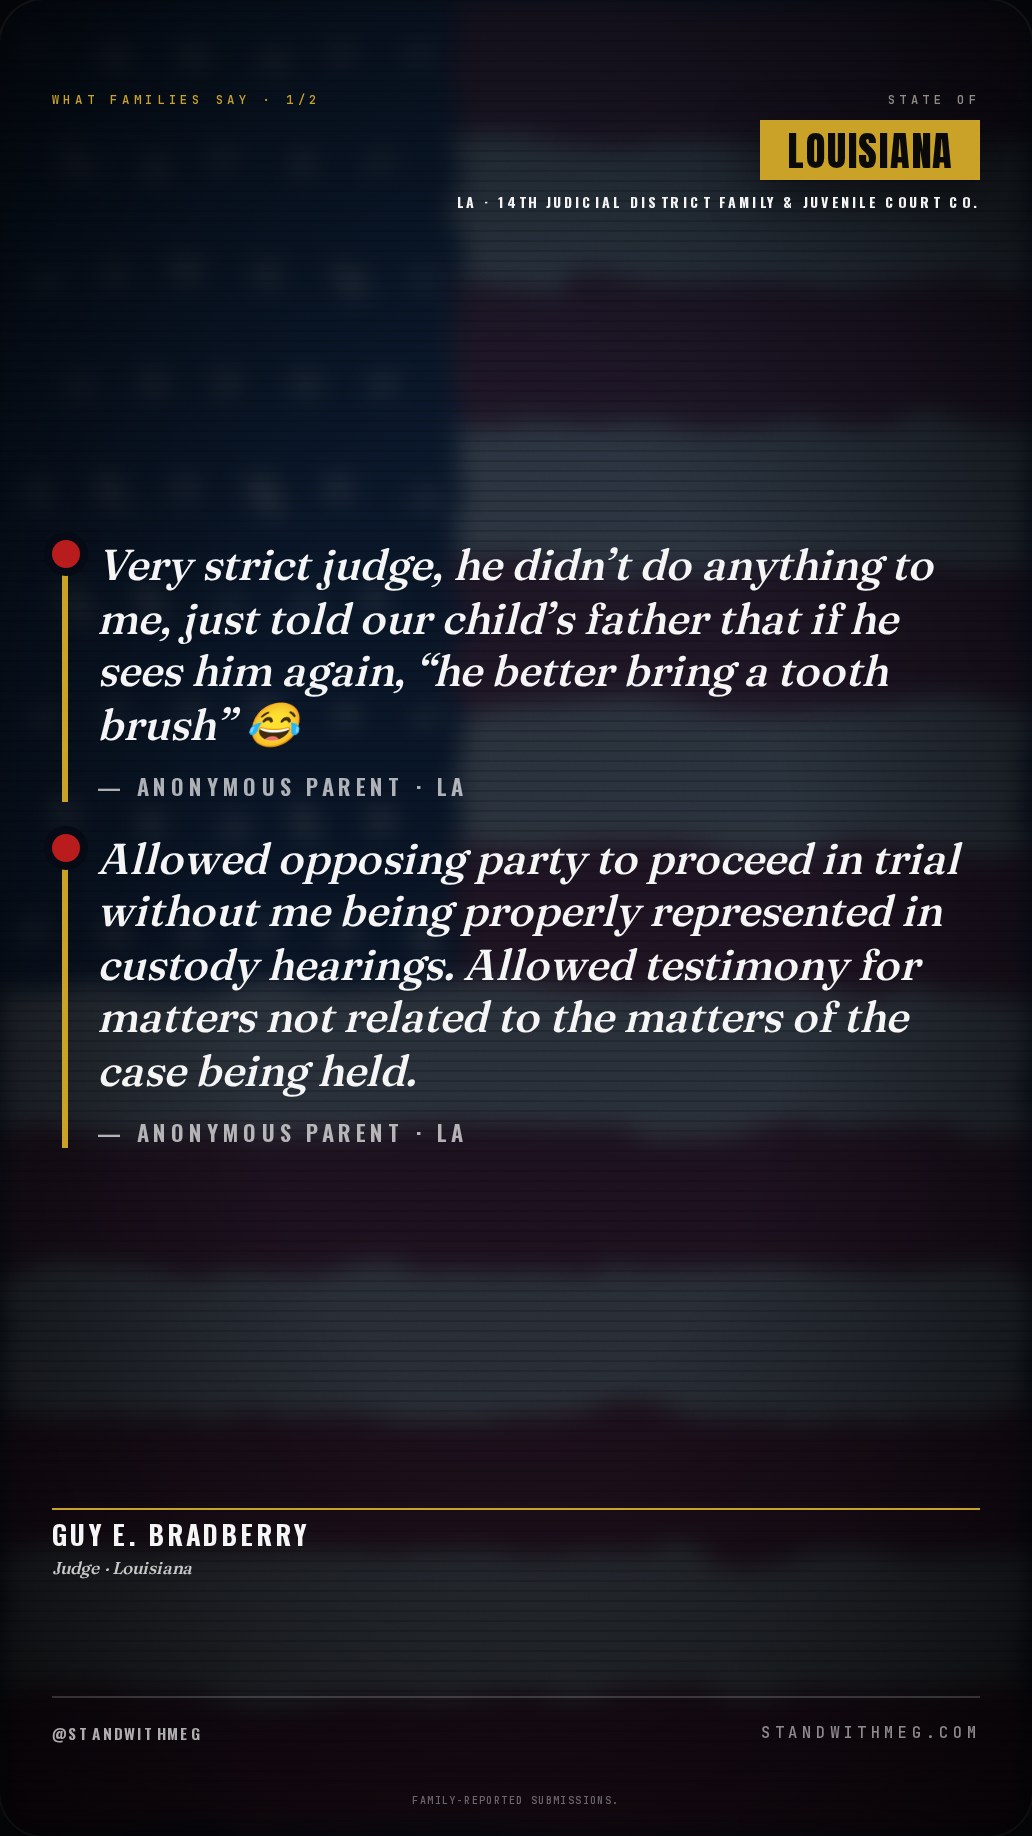 WHAT FAMILIES SAY · 1/2
STATE OF
LOUISIANA
LA · 14TH JUDICIAL DISTRICT FAMILY & JUVENILE COURT CO.
Very strict judge, he didn’t do anything to
me, just told our child’s father that if he
sees him again, “he better bring a tooth
brush” 😂
— ANONYMOUS PARENT · LA
Allowed opposing party to proceed in trial
without me being properly represented in
custody hearings. Allowed testimony for
matters not related to the matters of the
case being held.
— ANONYMOUS PARENT · LA
GUY E. BRADBERRY
Judge · Louisiana
@STANDWITHMEG
STANDWITHMEG.COM
FAMILY-REPORTED SUBMISSIONS.